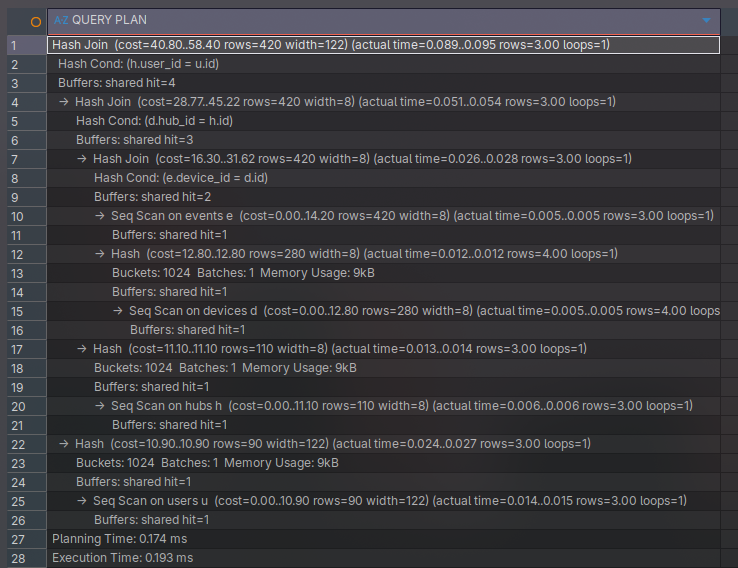 AZ QUERY PLAN
1 Hash Join (cost=40.80..58.40 rows=420 width=122) (actual time=0.089..0.095 rows=3.00 loops=1)
2 Hash Cond: (h.user_id = u.id)
3 Buffers: shared hit=4
4 → Hash Join (cost=28.77..45.22 rows=420 width=8) (actual time=0.051..0.054 rows=3.00 loops=1)
5 Hash Cond: (d.hub_id = h.id)
6 Buffers: shared hit=3
7 → Hash Join (cost=16.30..31.62 rows=420 width=8) (actual time=0.026..0.028 rows=3.00 loops=1)
8 Hash Cond: (e.device_id = d.id)
9 Buffers: shared hit=2
10 → Seq Scan on events e (cost=0.00..14.20 rows=420 width=8) (actual time=0.005..0.005 rows=3.00 loops=1)
11 Buffers: shared hit=1
12 → Hash (cost=12.80..12.80 rows=280 width=8) (actual time=0.012..0.012 rows=4.00 loops=1)
13 Buckets: 1024 Batches: 1 Memory Usage: 9kB
14 Buffers: shared hit=1
15 → Seq Scan on devices d (cost=0.00..12.80 rows=280 width=8) (actual time=0.005..0.005 rows=4.00 loops
16 Buffers: shared hit=1
17 → Hash (cost=11.10..11.10 rows=110 width=8) (actual time=0.013..0.014 rows=3.00 loops=1)
18 Buckets: 1024 Batches: 1 Memory Usage: 9kB
19 Buffers: shared hit=1
20 → Seq Scan on hubs h (cost=0.00..11.10 rows=110 width=8) (actual time=0.006..0.006 rows=3.00 loops=1)
21 Buffers: shared hit=1
22 → Hash (cost=10.90..10.90 rows=90 width=122) (actual time=0.024..0.027 rows=3.00 loops=1)
23 Buckets: 1024 Batches: 1 Memory Usage: 9kB
24 Buffers: shared hit=1
25 → Seq Scan on users u (cost=0.00..10.90 rows=90 width=122) (actual time=0.014..0.015 rows=3.00 loops=1)
26 Buffers: shared hit=1
27 Planning Time: 0.174 ms
28 Execution Time: 0.193 ms